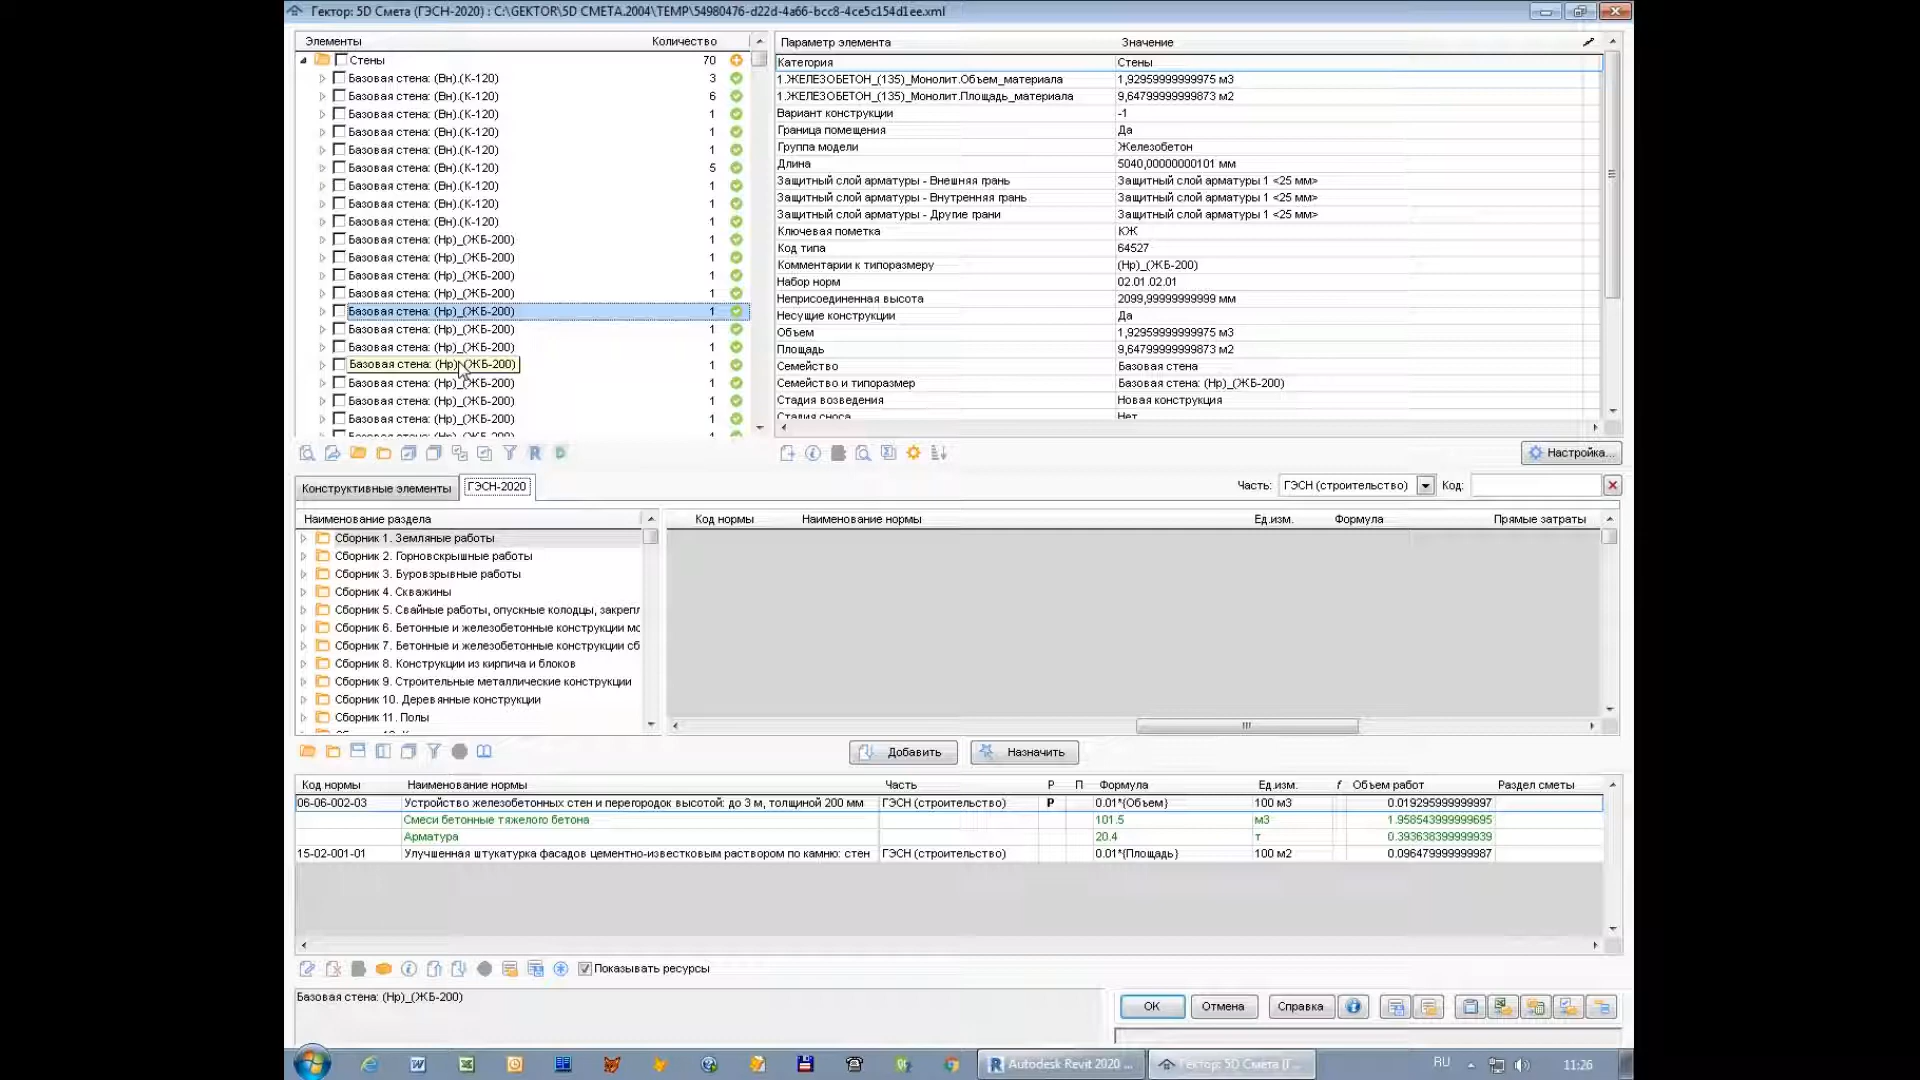 Гектор: 5D Смета (ГЭСН-2020) : C:\GEKTOR\5D СМЕТА.2004\TEMP\54980476-d22d-4a66-bcc8-4ce5c154d1ee.xml
Элементы Количество
Стены 70
Базовая стена: (Вн).(К-120) 3
Базовая стена: (Вн).(К-120) 6
Базовая стена: (Вн).(К-120) 1
Базовая стена: (Вн).(К-120) 1
Базовая стена: (Вн).(К-120) 1
Базовая стена: (Вн).(К-120) 5
Базовая стена: (Вн).(К-120) 1
Базовая стена: (Вн).(К-120) 1
Базовая стена: (Вн).(К-120) 1
Базовая стена: (Нр)_(ЖБ-200) 1
Базовая стена: (Нр)_(ЖБ-200) 1
Базовая стена: (Нр)_(ЖБ-200) 1
Базовая стена: (Нр)_(ЖБ-200) 1
Базовая стена: (Нр)_(ЖБ-200) 1
Базовая стена: (Нр)_(ЖБ-200) 1
Базовая стена: (Нр)_(ЖБ-200) 1
Базовая стена: (Нр)_(ЖБ-200) 1
Базовая стена: (Нр)_(ЖБ-200) 1
Базовая стена: (Нр)_(ЖБ-200) 1
Базовая стена: (Нр)_(ЖБ-200) 1
Базовая стена: (Нр)_(ЖБ-200) 1
Параметр элемента Значение
Категория Стены
1.ЖЕЛЕЗОБЕТОН_(135)_Монолит.Объем_материала 1,92959999999975 м3
1.ЖЕЛЕЗОБЕТОН_(135)_Монолит.Площадь_материала 9,64799999999873 м2
Вариант конструкции -1
Граница помещения Да
Группа модели Железобетон
Длина 5040,00000000101 мм
Защитный слой арматуры - Внешняя грань Защитный слой арматуры 1 <25 мм>
Защитный слой арматуры - Внутренняя грань Защитный слой арматуры 1 <25 мм>
Защитный слой арматуры - Другие грани Защитный слой арматуры 1 <25 мм>
Ключевая пометка КЖ
Код типа 64527
Комментарии к типоразмеру (Нр)_(ЖБ-200)
Набор норм 02.01.02.01
Неприсоединенная высота 2099,99999999999 мм
Несущие конструкции Да
Объем 1,92959999999975 м3
Площадь 9,64799999999873 м2
Семейство Базовая стена
Семейство и типоразмер Базовая стена: (Нр)_(ЖБ-200)
Стадия возведения Новая конструкция
Стадия сноса Нет
Настройка...
Конструктивные элементы ГЭСН-2020 Часть: ГЭСН (строительство) Код:
Наименование раздела
Сборник 1. Земляные работы
Сборник 2. Горновскрышные работы
Сборник 3. Буровзрывные работы
Сборник 4. Скважины
Сборник 5. Свайные работы, опускные колодцы, закрепл
Сборник 6. Бетонные и железобетонные конструкции мо
Сборник 7. Бетонные и железобетонные конструкции сб
Сборник 8. Конструкции из кирпича и блоков
Сборник 9. Строительные металлические конструкции
Сборник 10. Деревянные конструкции
Сборник 11. Полы
Код нормы Наименование нормы Ед.изм. Формула Прямые затраты
Добавить Назначить
Код нормы Наименование нормы Часть Р П Формула Ед.изм. f Объем работ Раздел сметы
06-06-002-03 Устройство железобетонных стен и перегородок высотой: до 3 м, толщиной 200 мм ГЭСН (строительство) Р 0.01*{Объем} 100 м3 0.019295999999997
Смеси бетонные тяжелого бетона 101.5 м3 1.958543999999695
Арматура 20.4 т 0.393638399999939
15-02-001-01 Улучшенная штукатурка фасадов цементно-известковым раствором по камню: стен ГЭСН (строительство) 0.01*{Площадь} 100 м2 0.096479999999987
Показывать ресурсы
Базовая стена: (Нр)_(ЖБ-200)
OK Отмена Справка
Autodesk Revit 2020 ... Гектор: 5D Смета (Г... RU 11:26